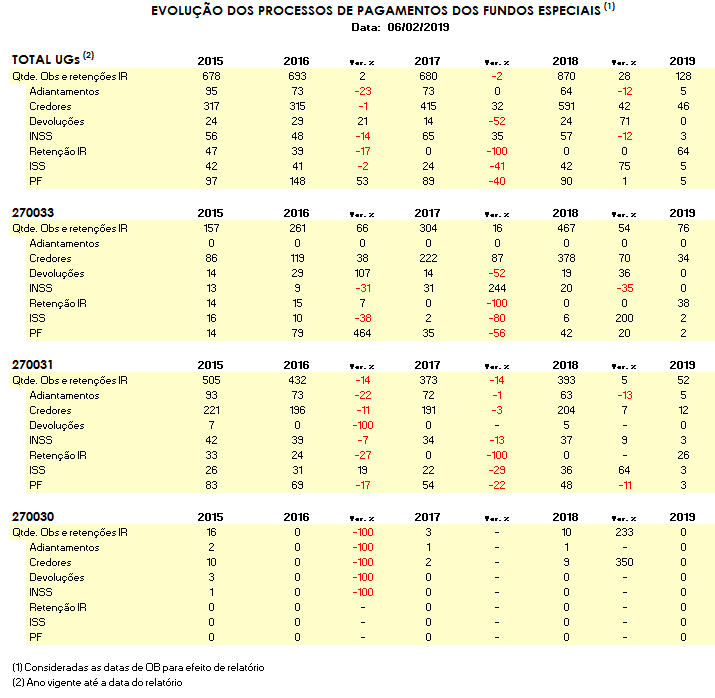 EVOLUÇÃO DOS PROCESSOS DE PAGAMENTOS DOS FUNDOS ESPECIAIS (1)
Data: 06/02/2019
TOTAL UGs (2) 2015 2016 Var. % 2017 Var. % 2018 Var. % 2019
Qtde. Obs e retenções IR 678 693 2 680 -2 870 28 128
Adiantamentos 95 73 -23 73 0 64 -12 5
Credores 317 315 -1 415 32 591 42 46
Devoluções 24 29 21 14 -52 24 71 0
INSS 56 48 -14 65 35 57 -12 3
Retenção IR 47 39 -17 0 -100 0 0 64
ISS 42 41 -2 24 -41 42 75 5
PF 97 148 53 89 -40 90 1 5
270033 2015 2016 Var. % 2017 Var. % 2018 Var. % 2019
Qtde. Obs e retenções IR 157 261 66 304 16 467 54 76
Adiantamentos 0 0 0 0 0 0 0 0
Credores 86 119 38 222 87 378 70 34
Devoluções 14 29 107 14 -52 19 36 0
INSS 13 9 -31 31 244 20 -35 0
Retenção IR 14 15 7 0 -100 0 0 38
ISS 16 10 -38 2 -80 6 200 2
PF 14 79 464 35 -56 42 20 2
270031 2015 2016 Var. % 2017 Var. % 2018 Var. % 2019
Qtde. Obs e retenções IR 505 432 -14 373 -14 393 5 52
Adiantamentos 93 73 -22 72 -1 63 -13 5
Credores 221 196 -11 191 -3 204 7 12
Devoluções 7 0 -100 0 - 5 - 0
INSS 42 39 -7 34 -13 37 9 3
Retenção IR 33 24 -27 0 -100 0 - 26
ISS 26 31 19 22 -29 36 64 3
PF 83 69 -17 54 -22 48 -11 3
270030 2015 2016 Var. % 2017 Var. % 2018 Var. % 2019
Qtde. Obs e retenções IR 16 0 -100 3 - 10 233 0
Adiantamentos 2 0 -100 1 - 1 - 0
Credores 10 0 -100 2 - 9 350 0
Devoluções 3 0 -100 0 - 0 - 0
INSS 1 0 -100 0 - 0 - 0
Retenção IR 0 0 - 0 - 0 - 0
ISS 0 0 - 0 - 0 - 0
PF 0 0 - 0 - 0 - 0
(1) Consideradas as datas de OB para efeito de relatório
(2) Ano vigente até a data do relatório